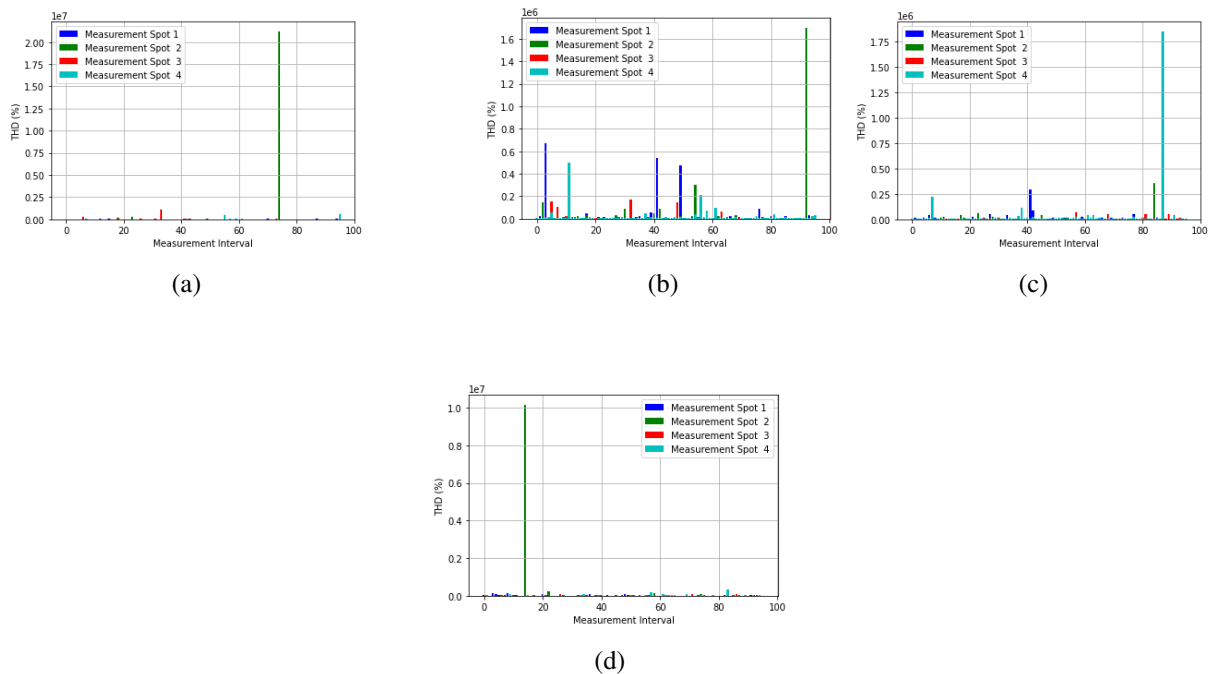 1e7
THD (%)
2.00
1.75
1.50
1.25
1.00
0.75
0.50
0.25
0.00
Measurement Spot 1
Measurement Spot 2
Measurement Spot 3
Measurement Spot 4
0 20 40 60 80 100
Measurement Interval
(a)
1e6
THD (%)
1.6
1.4
1.2
1.0
0.8
0.6
0.4
0.2
0.0
Measurement Spot 1
Measurement Spot 2
Measurement Spot 3
Measurement Spot 4
0 20 40 60 80 100
Measurement Interval
(b)
1e6
THD (%)
1.75
1.50
1.25
1.00
0.75
0.50
0.25
0.00
Measurement Spot 1
Measurement Spot 2
Measurement Spot 3
Measurement Spot 4
0 20 40 60 80 100
Measurement Interval
(c)
1e7
THD (%)
1.0
0.8
0.6
0.4
0.2
0.0
Measurement Spot 1
Measurement Spot 2
Measurement Spot 3
Measurement Spot 4
0 20 40 60 80 100
Measurement Interval
(d)